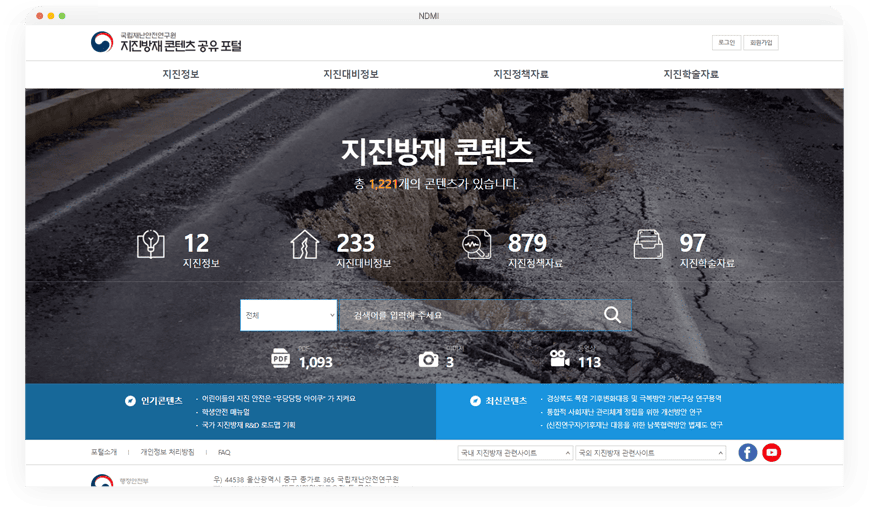 NDMI
국립재난안전연구원
지진방재 콘텐츠 공유 포털
로그인
회원가입
지진정보
지진대비정보
지진정책자료
지진학술자료
지진방재 콘텐츠
총 1,221개의 콘텐츠가 있습니다.
12
지진정보
233
지진대비정보
879
지진정책자료
97
지진학술자료
전체
검색어를 입력해 주세요
PDF
1,093
3
동영상
113
인기콘텐츠
· 어린이들의 지진 안전은 "우당당탕 아이쿠" 가 지켜요
· 학생안전 매뉴얼
· 국가 지진방재 R&D 로드맵 기획
최신콘텐츠
· 경상북도 폭염 기후변화대응 및 극복방안 기본구상 연구용역
· 통합적 사회재난 관리체계 정립을 위한 개선방안 연구
· (신진연구자)기후재난 대응을 위한 남북협력방안 법제도 연구
포털소개
개인정보 처리방침
FAQ
국내 지진방재 관련사이트
국외 지진방재 관련사이트
행정안전부
우) 44538 울산광역시 중구 종가로 365 국립재난안전연구원